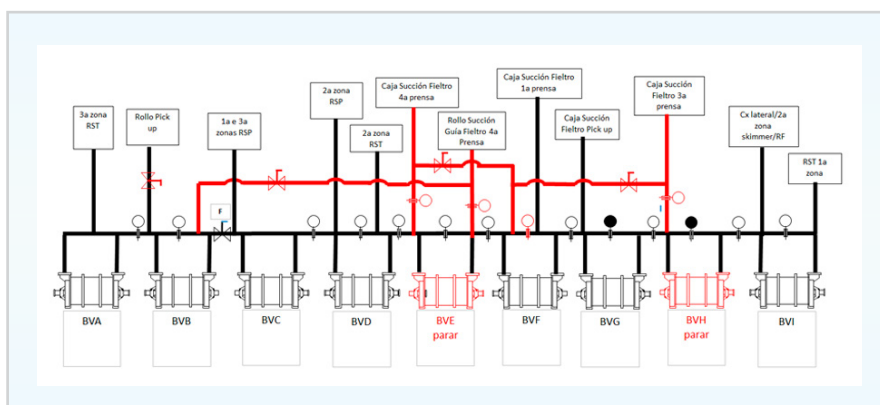 3a zona
RST
Rollo Pick
up
1a e 3a
zonas RSP
2a zona
RSP
2a zona
RST
Caja Succión Fieltro
4a prensa
Rollo Succión
Guía Fieltro 4a
Prensa
Caja Succión Fieltro
1a prensa
Caja Succión
Fieltro Pick up
Caja Succión
Fieltro 3a
prensa
Cx lateral/2a
zona
skimmer/RF
RST 1a
zona
F
BVA
BVB
BVC
BVD
BVE
parar
BVF
BVG
BVH
parar
BVI